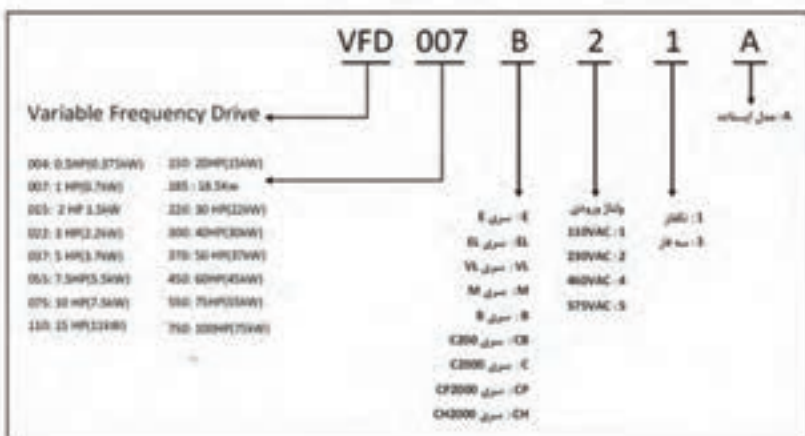 VFD 007 B 2 1 A
Variable Frequency Drive
A: مدل ایستاده
004: 0.5HP(0.375kW)
007: 1 HP(0.7kW)
015: 2 HP 1.5kW
022: 3 HP(2.2kW)
037: 5 HP(3.7kW)
055: 7.5HP(5.5kW)
075: 10 HP(7.5kW)
110: 15 HP(11kW)
150: 20HP(15kW)
185: 18.5Kw
220: 30 HP(22kW)
300: 40HP(30kW)
370: 50 HP(37kW)
450: 60HP(45kW)
550: 75HP(55kW)
750: 100HP(75kW)
E: سری E
EL: سری EL
VL: سری VL
M: سری M
B: سری B
CB: سری C200
C: سری C2000
CP: سری CP2000
CH: سری CH2000
ولتاژ ورودی
110VAC :1
230VAC :2
460VAC :4
575VAC :5
1: تکفاز
3: سه فاز